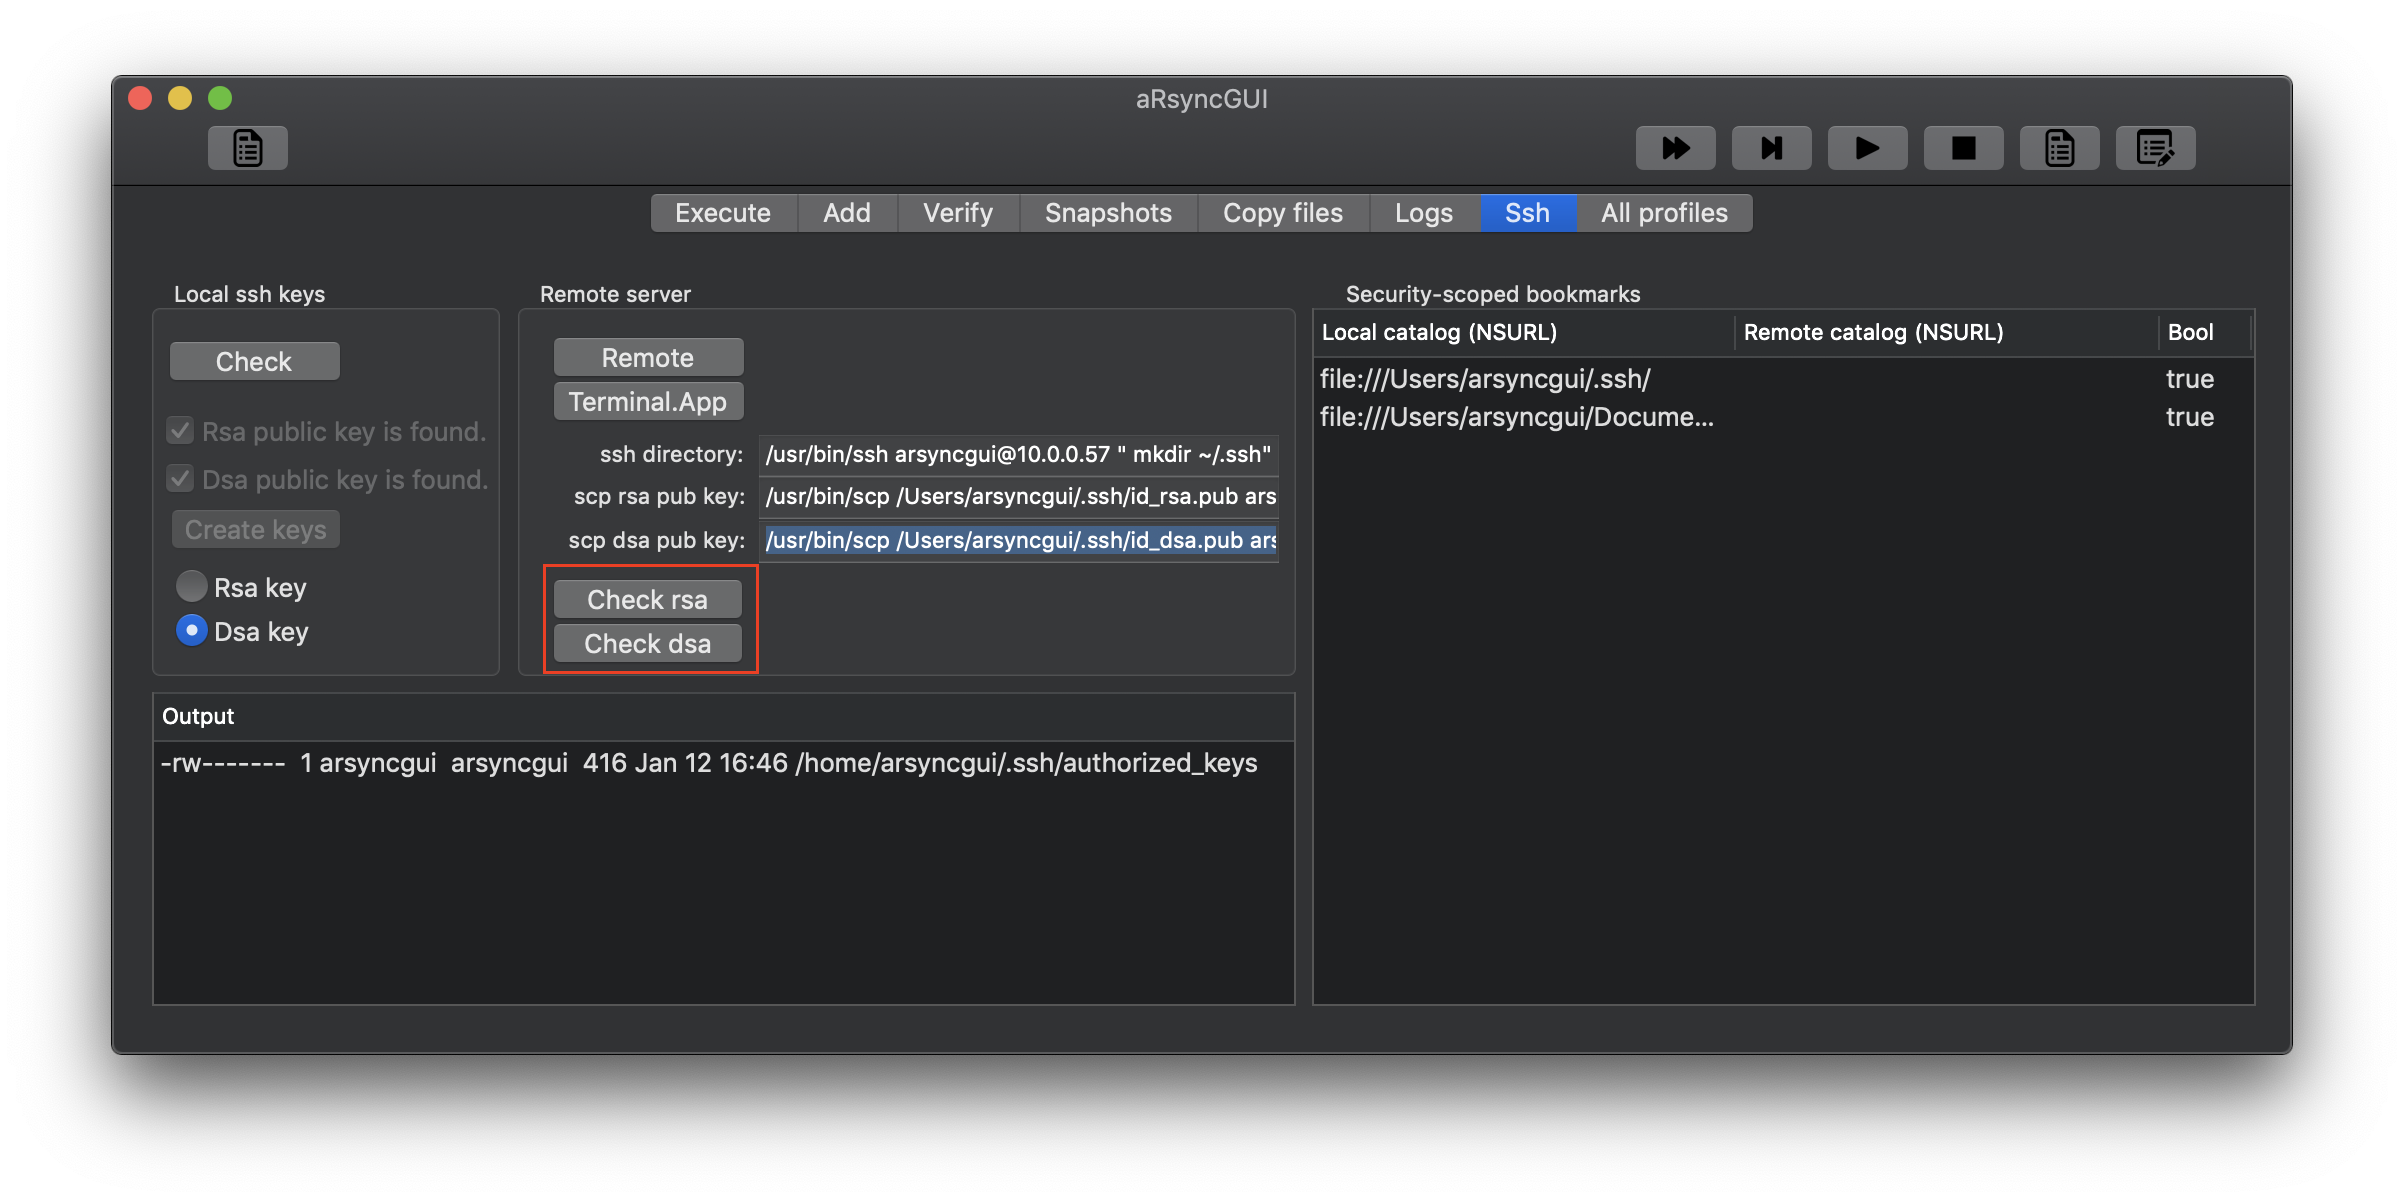 aRsyncGUI
Execute Add Verify Snapshots Copy files Logs Ssh All profiles
Local ssh keys
Check
Rsa public key is found.
Dsa public key is found.
Create keys
Rsa key
Dsa key
Remote server
Remote
Terminal.App
ssh directory: /usr/bin/ssh arsyncgui@10.0.0.57 " mkdir ~/.ssh"
scp rsa pub key: /usr/bin/scp /Users/arsyncgui/.ssh/id_rsa.pub ars
scp dsa pub key: /usr/bin/scp /Users/arsyncgui/.ssh/id_dsa.pub ars
Check rsa
Check dsa
Output
-rw------- 1 arsyncgui arsyncgui 416 Jan 12 16:46 /home/arsyncgui/.ssh/authorized_keys
Security-scoped bookmarks
Local catalog (NSURL) Remote catalog (NSURL) Bool
file:///Users/arsyncgui/.ssh/ true
file:///Users/arsyncgui/Docume... true